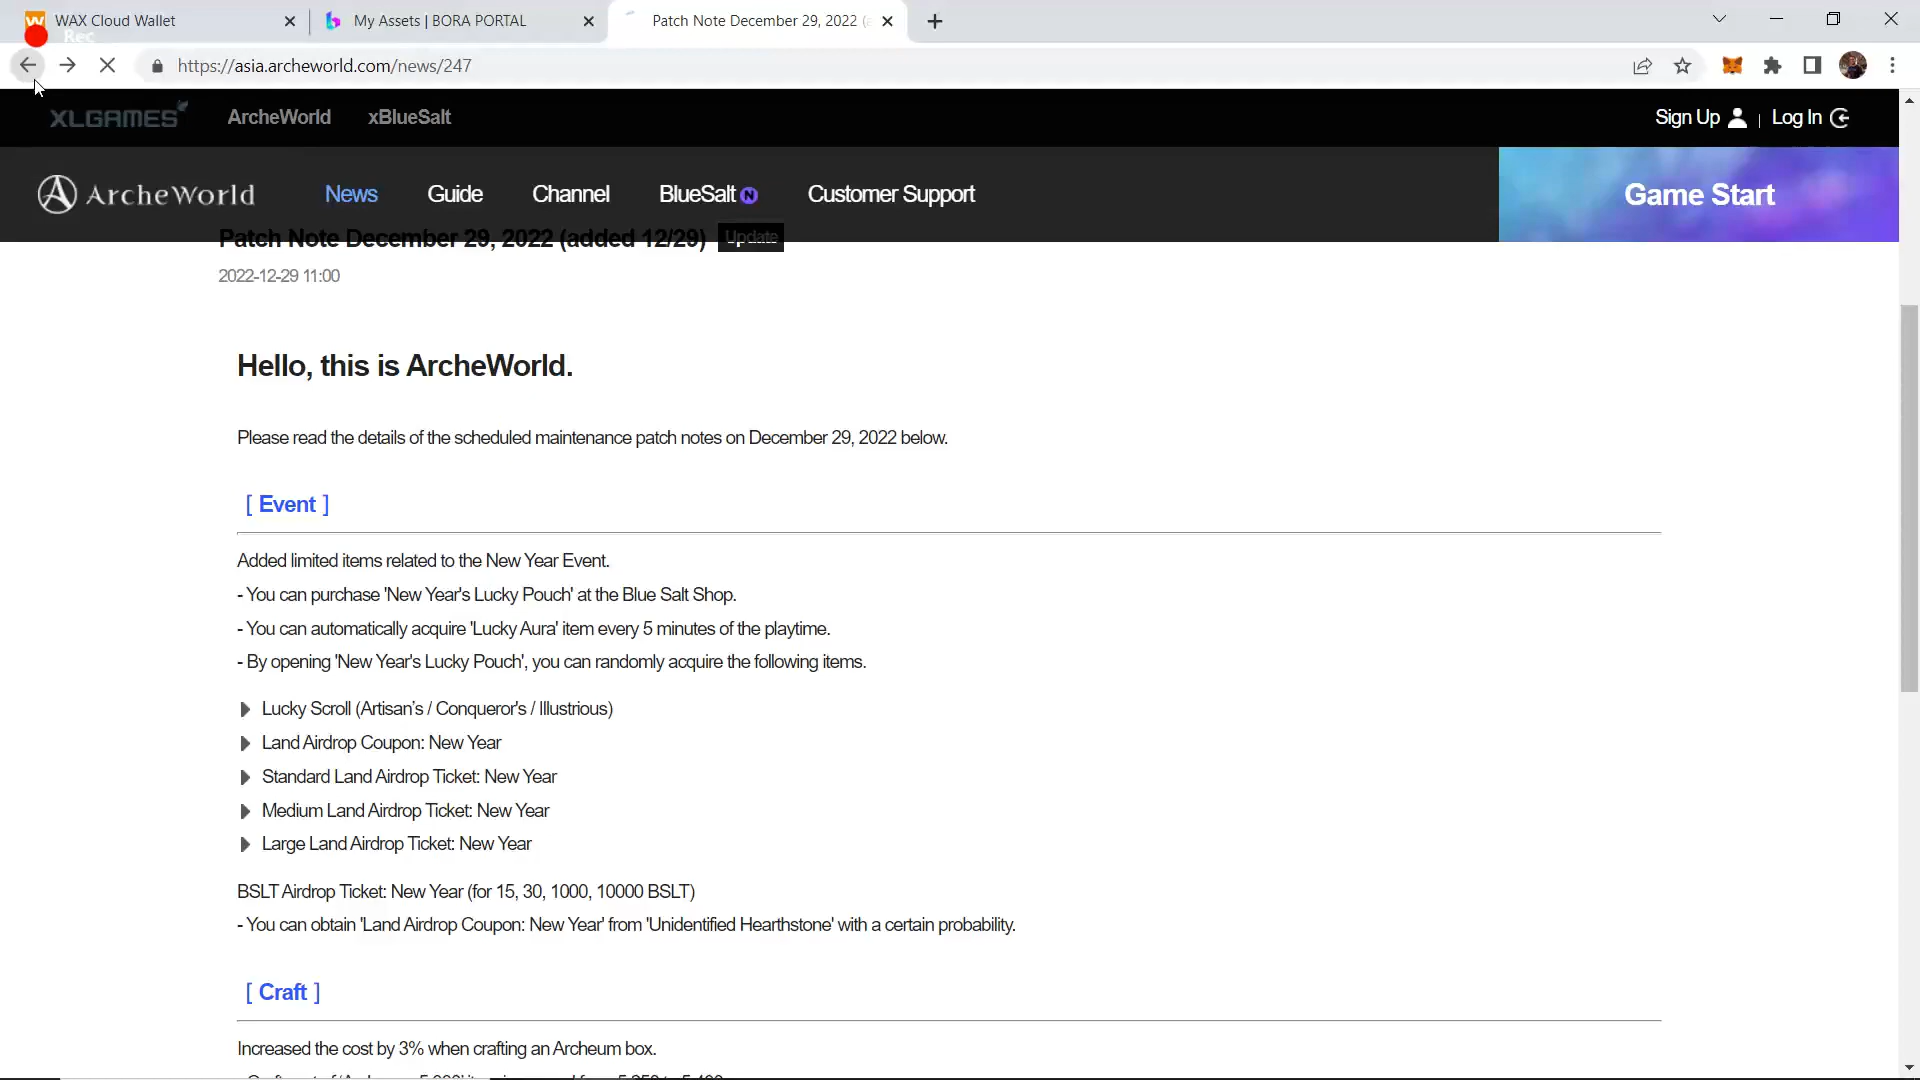 WAX Cloud Wallet
My Assets | BORA PORTAL
Patch Note December 29, 2022
Rec
https://asia.archeworld.com/news/247
XLGAMES
ArcheWorld
xBlueSalt
Sign Up
Log In
ArcheWorld
News
Guide
Channel
BlueSalt N
Customer Support
Game Start
Patch Note December 29, 2022 (added 12/29)
Update
2022-12-29 11:00
Hello, this is ArcheWorld.
Please read the details of the scheduled maintenance patch notes on December 29, 2022 below.
[ Event ]
Added limited items related to the New Year Event.
- You can purchase 'New Year's Lucky Pouch' at the Blue Salt Shop.
- You can automatically acquire 'Lucky Aura' item every 5 minutes of the playtime.
- By opening 'New Year's Lucky Pouch', you can randomly acquire the following items.
Lucky Scroll (Artisan’s / Conqueror's / Illustrious)
Land Airdrop Coupon: New Year
Standard Land Airdrop Ticket: New Year
Medium Land Airdrop Ticket: New Year
Large Land Airdrop Ticket: New Year
BSLT Airdrop Ticket: New Year (for 15, 30, 1000, 10000 BSLT)
- You can obtain 'Land Airdrop Coupon: New Year' from 'Unidentified Hearthstone' with a certain probability.
[ Craft ]
Increased the cost by 3% when crafting an Archeum box.